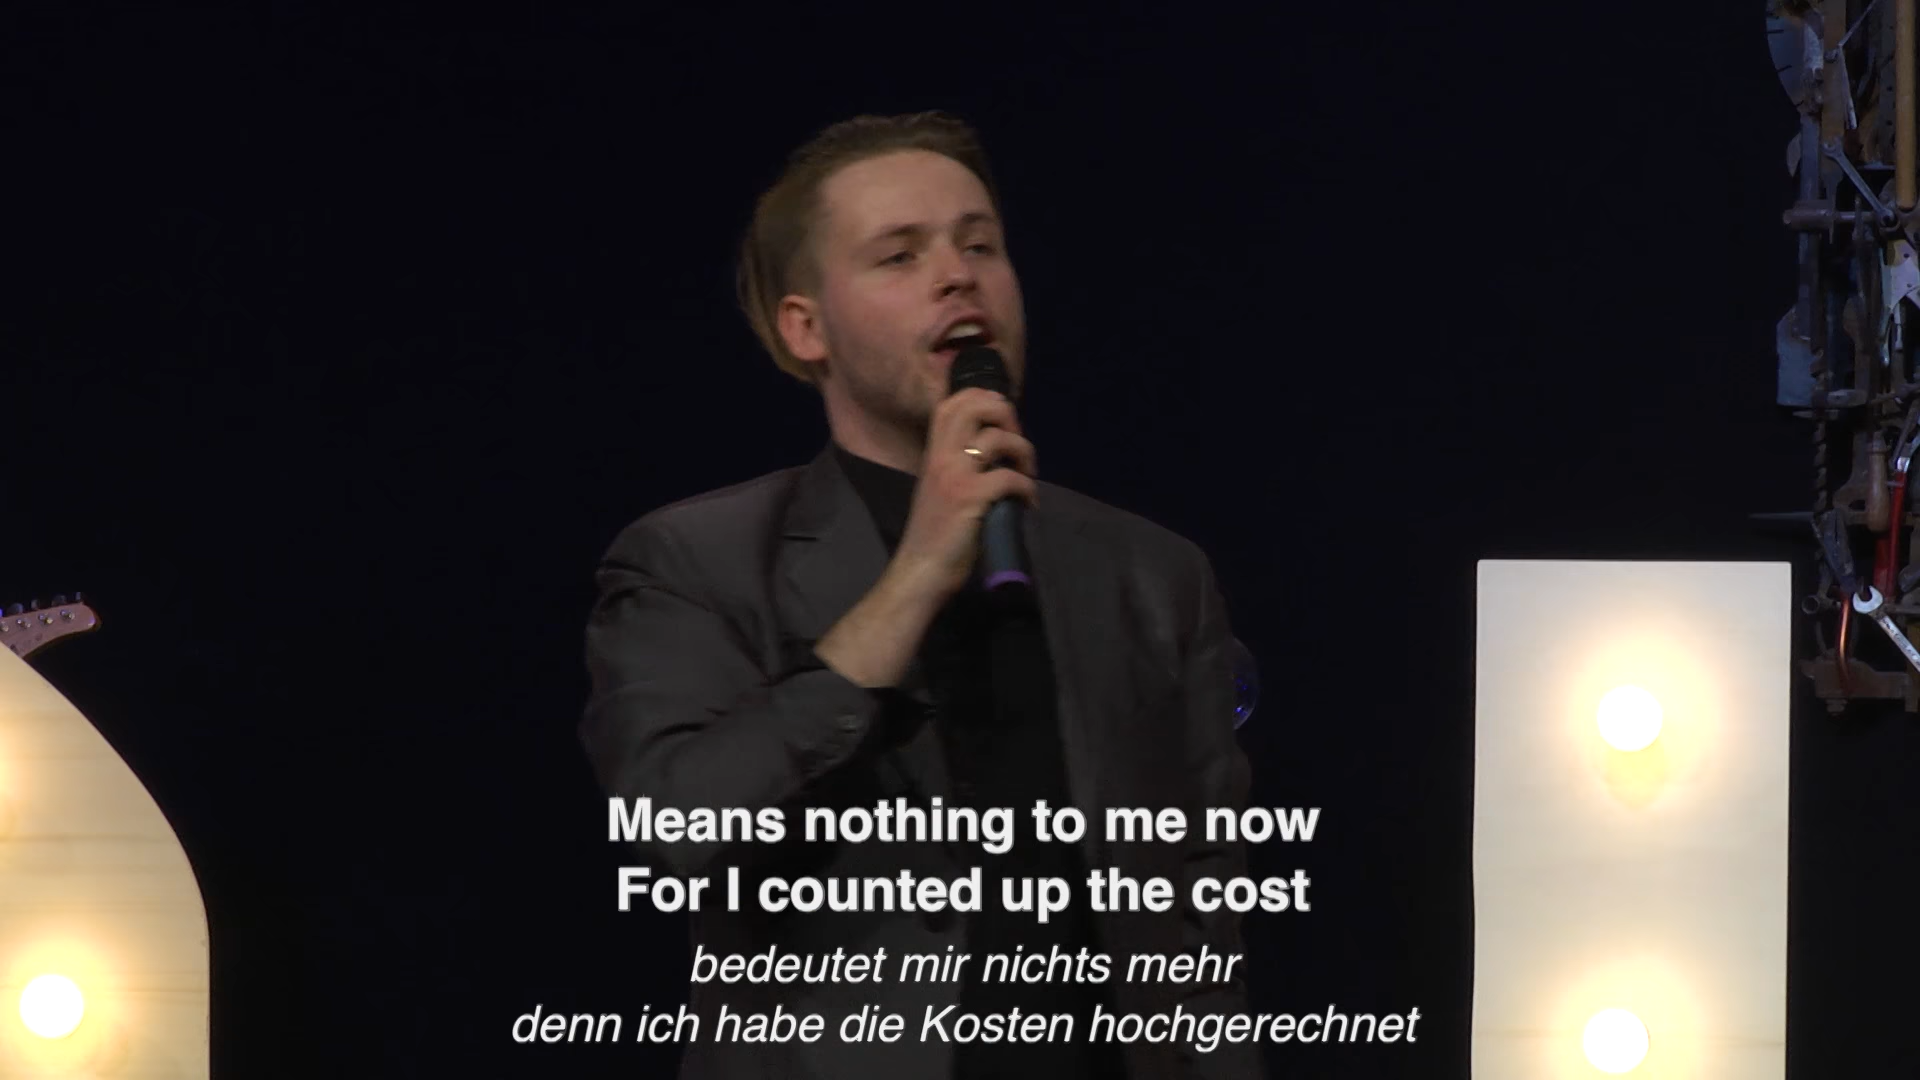 Means nothing to me now
For I counted up the cost
bedeutet mir nichts mehr
denn ich habe die Kosten hochgerechnet